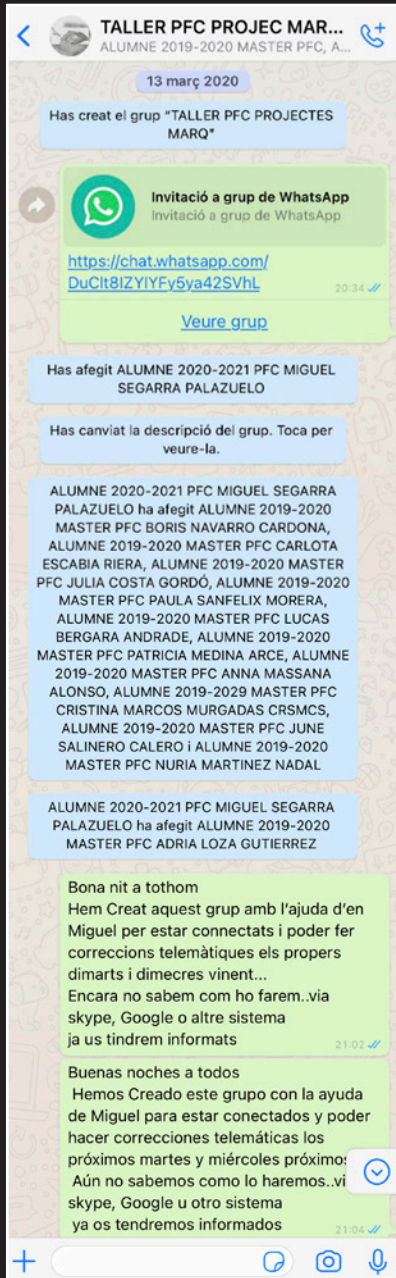 TALLER PFC PROJEC MAR...
ALUMNE 2019-2020 MASTER PFC, A...
13 març 2020
Has creat el grup "TALLER PFC PROJECTES
MARQ"
Invitació a grup de WhatsApp
Invitació a grup de WhatsApp
https://chat.whatsapp.com/
DuClt8IZYlYFy5ya42SVhL
20:34
Veure grup
Has afegit ALUMNE 2020-2021 PFC MIGUEL
SEGARRA PALAZUELO
Has canviat la descripció del grup. Toca per
veure-la.
ALUMNE 2020-2021 PFC MIGUEL SEGARRA
PALAZUELO ha afegit ALUMNE 2019-2020
MASTER PFC BORIS NAVARRO CARDONA,
ALUMNE 2019-2020 MASTER PFC CARLOTA
ESCABIA RIERA, ALUMNE 2019-2020 MASTER
PFC JULIA COSTA GORDÓ, ALUMNE 2019-2020
MASTER PFC PAULA SANFELIX MORERA,
ALUMNE 2019-2020 MASTER PFC LUCAS
BERGARA ANDRADE, ALUMNE 2019-2020
MASTER PFC PATRICIA MEDINA ARCE, ALUMNE
2019-2020 MASTER PFC ANNA MASSANA
ALONSO, ALUMNE 2019-2029 MASTER PFC
CRISTINA MARCOS MURGADAS CRSMCS,
ALUMNE 2019-2020 MASTER PFC JUNE
SALINERO CALERO i ALUMNE 2019-2020
MASTER PFC NURIA MARTINEZ NADAL
ALUMNE 2020-2021 PFC MIGUEL SEGARRA
PALAZUELO ha afegit ALUMNE 2019-2020
MASTER PFC ADRIA LOZA GUTIERREZ
Bona nit a tothom
Hem Creat aquest grup amb l'ajuda d'en
Miguel per estar connectats i poder fer
correccions telemàtiques els propers
dimarts i dimecres vinent...
Encara no sabem com ho farem..via
skype, Google o altre sistema
ja us tindrem informats
21:02
Buenas noches a todos
Hemos Creado este grupo con la ayuda
de Miguel para estar conectados y poder
hacer correcciones telemáticas los
próximos martes y miércoles próximos
Aún no sabemos como lo haremos..vi
skype, Google u otro sistema
ya os tendremos informados
21:04